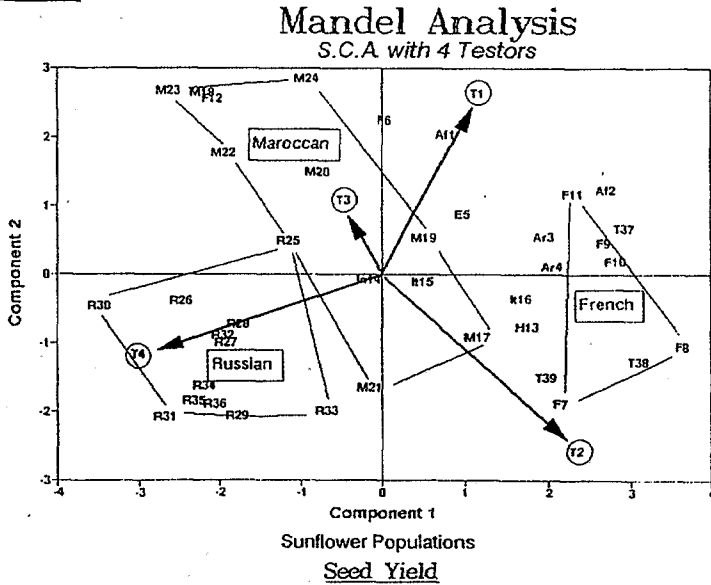 Mandel Analysis
S.C.A. with 4 Testors
3
M23 M18 M24 T1
F6
2 Af1
M22
Maroccan
M20
1 T3 F11 Af2
E5
R25 M19 Ar3 T37
F9
Ar4 F10
0 It15
R30 R26 It16 French
R28
R32 H13
-1 R27 M17 F8
T4 Russian T38
R34 M21 T39
R35 R36 F7
-2 R31 R29 R33
T2
-3
-4 -3 -2 -1 0 1 2 3 4
Component 2
Component 1
Sunflower Populations
Seed Yield